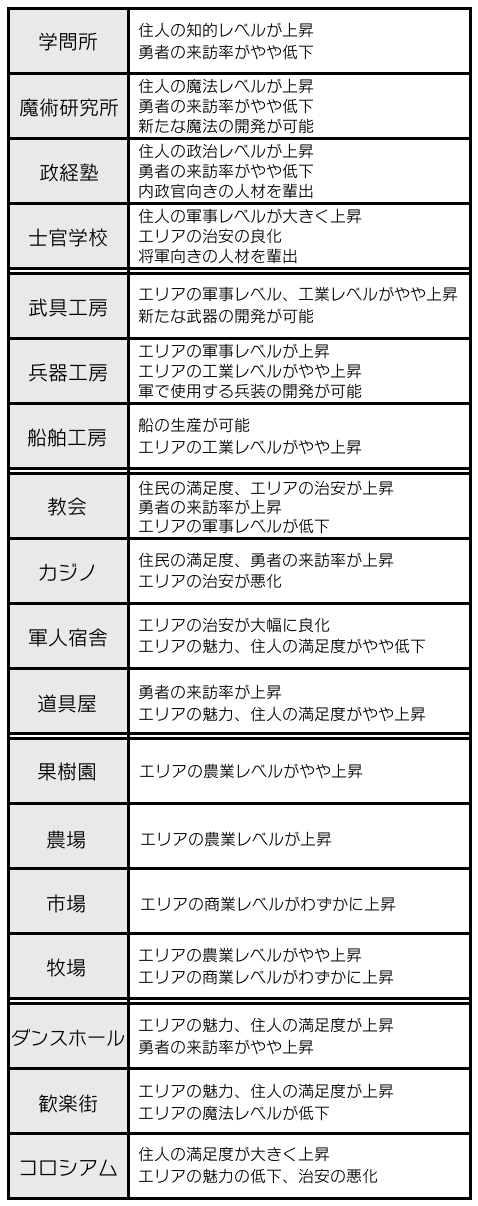 学問所
住人の知的レベルが上昇
勇者の来訪率がやや低下
魔術研究所
住人の魔法レベルが上昇
勇者の来訪率がやや低下
新たな魔法の開発が可能
政経塾
住人の政治レベルが上昇
勇者の来訪率がやや低下
内政官向きの人材を輩出
士官学校
住人の軍事レベルが大きく上昇
エリアの治安の良化
将軍向きの人材を輩出
武具工房
エリアの軍事レベル、工業レベルがやや上昇
新たな武器の開発が可能
兵器工房
エリアの軍事レベルが上昇
エリアの工業レベルがやや上昇
軍で使用する兵装の開発が可能
船舶工房
船の生産が可能
エリアの工業レベルがやや上昇
教会
住民の満足度、エリアの治安が上昇
勇者の来訪率が上昇
エリアの軍事レベルが低下
カジノ
住民の満足度、勇者の来訪率が上昇
エリアの治安が悪化
軍人宿舎
エリアの治安が大幅に良化
エリアの魅力、住人の満足度がやや低下
道具屋
勇者の来訪率が上昇
エリアの魅力、住人の満足度がやや上昇
果樹園
エリアの農業レベルがやや上昇
農場
エリアの農業レベルが上昇
市場
エリアの商業レベルがわずかに上昇
牧場
エリアの農業レベルがやや上昇
エリアの商業レベルがわずかに上昇
ダンスホール
エリアの魅力、住人の満足度が上昇
勇者の来訪率がやや上昇
歓楽街
エリアの魅力、住人の満足度が上昇
エリアの魔法レベルが低下
コロシアム
住人の満足度が大きく上昇
エリアの魅力の低下、治安の悪化